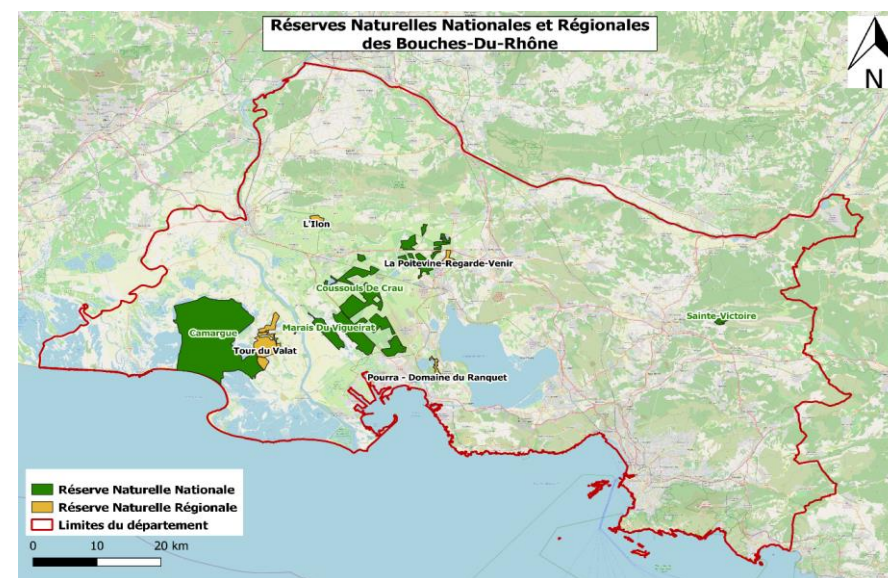 Réserves Naturelles Nationales et Régionales
des Bouches-Du-Rhône
N
L'Ilon
La Poitevine-Regarde-Venir
Coussouls De Crau
Sainte-Victoire
Camargue
Marais Du Vigueirat
Tour du Valat
Pourra - Domaine du Ranquet
Réserve Naturelle Nationale
Réserve Naturelle Régionale
Limites du département
0 10 20 km